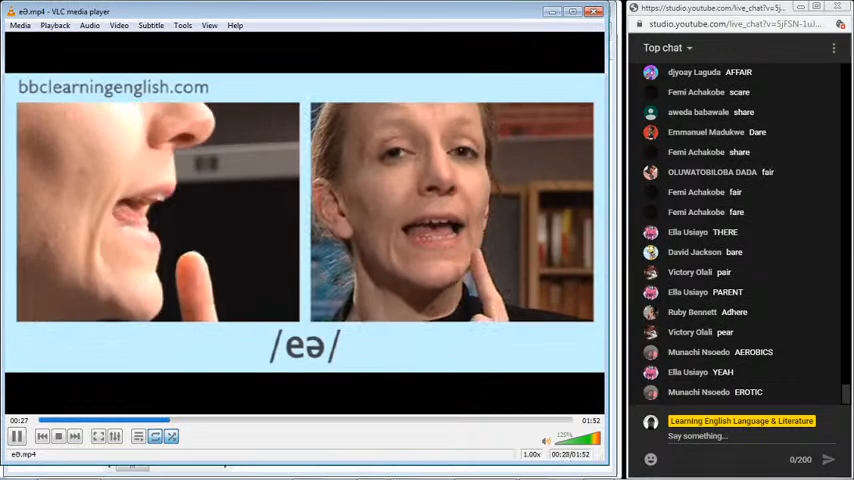 eƏ.mp4 - VLC media player
Media Playback Audio Video Subtitle Tools View Help
bbclearningenglish.com
/eə/
00:27
01:52
125%
eƏ.mp4
1.00x
00:28/01:52
https://studio.youtube.com/live_chat?v=5j...
studio.youtube.com/live_chat?v=5jFSN-1uJ...
Top chat
djyoay Laguda AFFAIR
Femi Achakobe scare
aweda babawale share
Emmanuel Madukwe Dare
Femi Achakobe share
OLUWATOBILOBA DADA fair
Femi Achakobe fair
Femi Achakobe fare
Ella Usiayo THERE
David Jackson bare
Victory Olali pair
Ella Usiayo PARENT
Ruby Bennett Adhere
Victory Olali pear
Munachi Nsoedo AEROBICS
Ella Usiayo YEAH
Munachi Nsoedo EROTIC
Learning English Language & Literature
Say something...
0/200